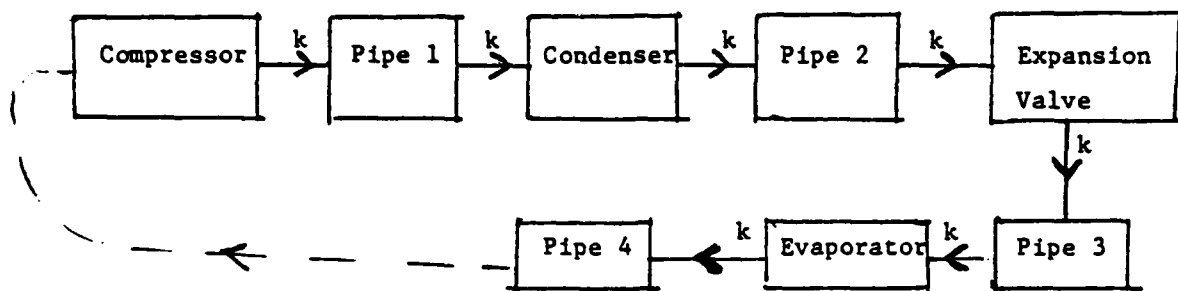 Compressor
k
Pipe 1
k
Condenser
k
Pipe 2
k
Expansion
Valve
k
Pipe 3
k
Evaporator
k
Pipe 4